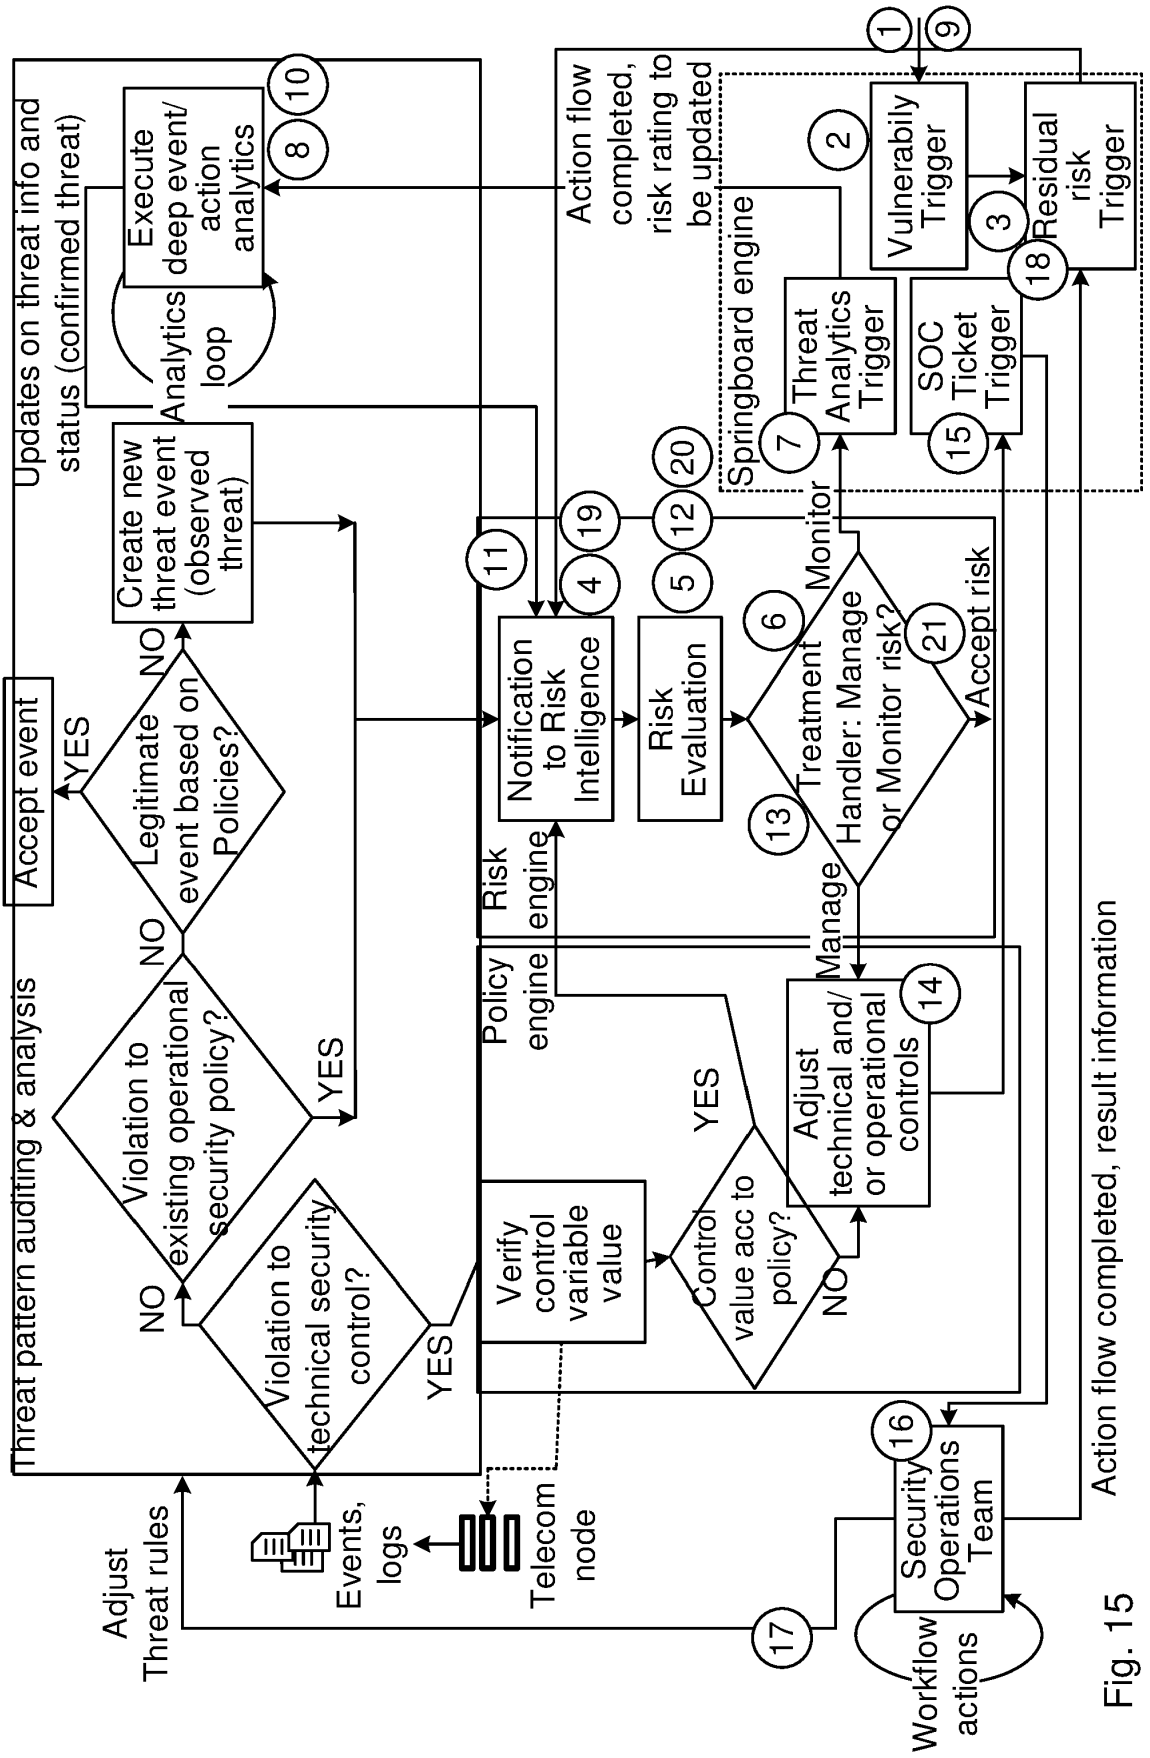 Threat pattern auditing & analysis
Updates on threat info and
status (confirmed threat)
Accept event
YES
Adjust
Threat rules
NO
Violation to
existing operational
security policy?
NO
Legitimate
event based on
Policies?
NO
Create new
threat event
(observed
threat)
Analytics
loop
Execute
deep event/
action
analytics
8
10
Events,
logs
Violation to
technical security
control?
YES
YES
Telecom
node
Policy
engine
Risk
engine
11
Verify
control
variable
value
Notification
to Risk
Intelligence
4
19
Action flow
completed,
risk rating to
be updated
Risk
Evaluation
5
12
20
Control
value acc to
policy?
YES
NO
Springboard engine
17
13
6
Treatment
Handler: Manage
or Monitor risk?
21
Manage
Monitor
Accept risk
Adjust
technical and/
or operational
controls
14
7
Threat
Analytics
Trigger
2
Vulnerabily
Trigger
1
9
15
SOC
Ticket
Trigger
3
18
Residual
risk
Trigger
16
Security
Operations
Team
Workflow
actions
Action flow completed, result information
Fig. 15